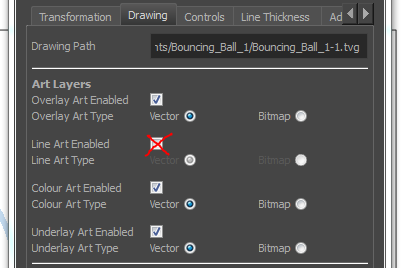 Transformation Drawing Controls Line Thickness
Drawing Path nts/Bouncing_Ball_1/Bouncing_Ball_1-1.tvg
Art Layers
Overlay Art Enabled
Overlay Art Type Vector Bitmap
Line Art Enabled
Line Art Type Vector Bitmap
Colour Art Enabled
Colour Art Type Vector Bitmap
Underlay Art Enabled
Underlay Art Type Vector Bitmap